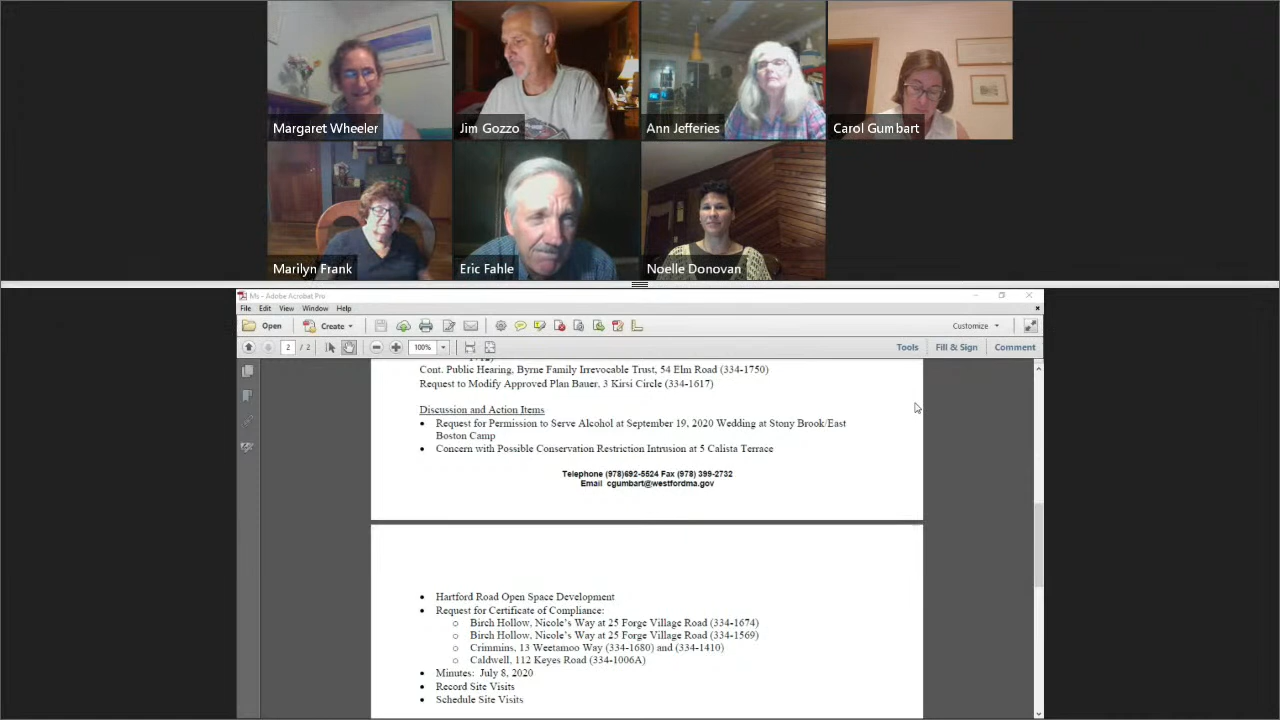 Margaret Wheeler
Jim Gozzo
Ann Jefferies
Carol Gumbart
Marilyn Frank
Eric Fahle
Noelle Donovan
Ms - Adobe Acrobat Pro
File Edit View Window Help
Open Create Customize
2 / 2 100% Tools Fill & Sign Comment
Cont. Public Hearing, Byrne Family Irrevocable Trust, 54 Elm Road (334-1750)
Request to Modify Approved Plan Bauer, 3 Kirsi Circle (334-1617)
Discussion and Action Items
• Request for Permission to Serve Alcohol at September 19, 2020 Wedding at Stony Brook/East
Boston Camp
• Concern with Possible Conservation Restriction Intrusion at 5 Calista Terrace
Telephone (978)692-5524 Fax (978) 399-2732
Email cgumbart@westfordma.gov
• Hartford Road Open Space Development
• Request for Certificate of Compliance:
o Birch Hollow, Nicole's Way at 25 Forge Village Road (334-1674)
o Birch Hollow, Nicole's Way at 25 Forge Village Road (334-1569)
o Crimmins, 13 Weetamoo Way (334-1680) and (334-1410)
o Caldwell, 112 Keyes Road (334-1006A)
• Minutes: July 8, 2020
• Record Site Visits
• Schedule Site Visits